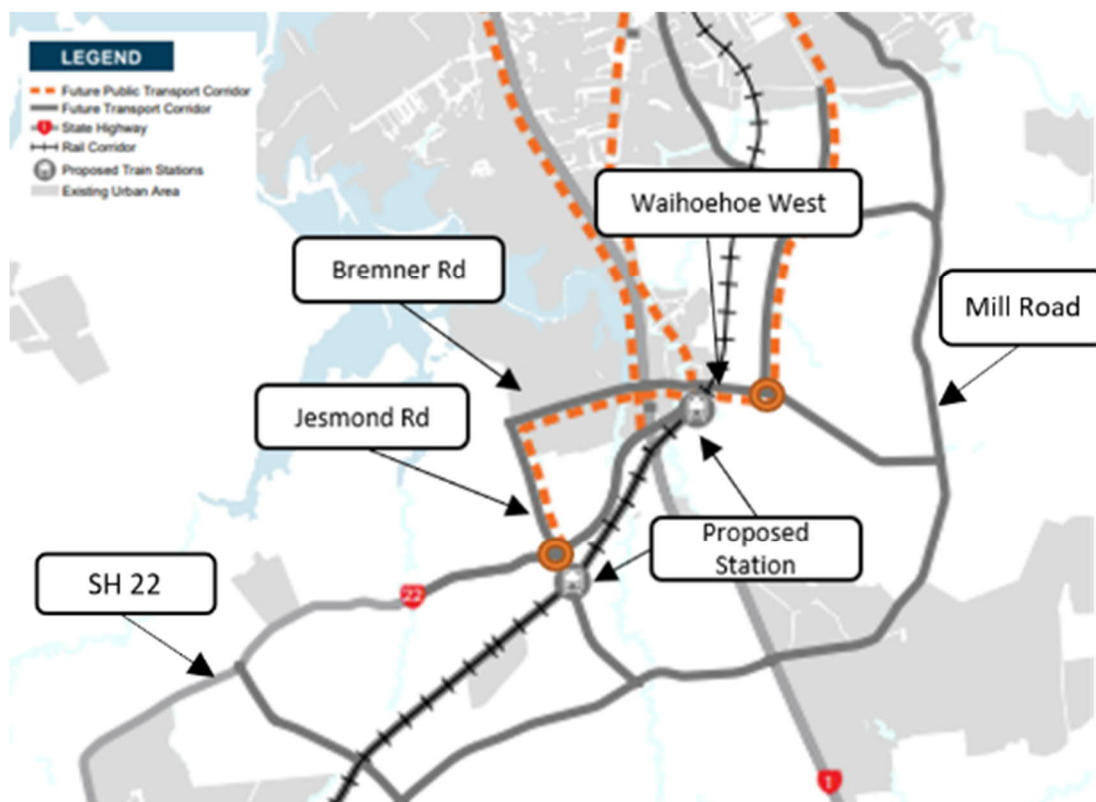 LEGEND
Future Public Transport Corridor
Future Transport Corridor
1
State Highway
Rail Corridor
Proposed Train Stations
Existing Urban Area
Waihoehoe West
Bremner Rd
Mill Road
Jesmond Rd
Proposed
Station
SH 22
22
1